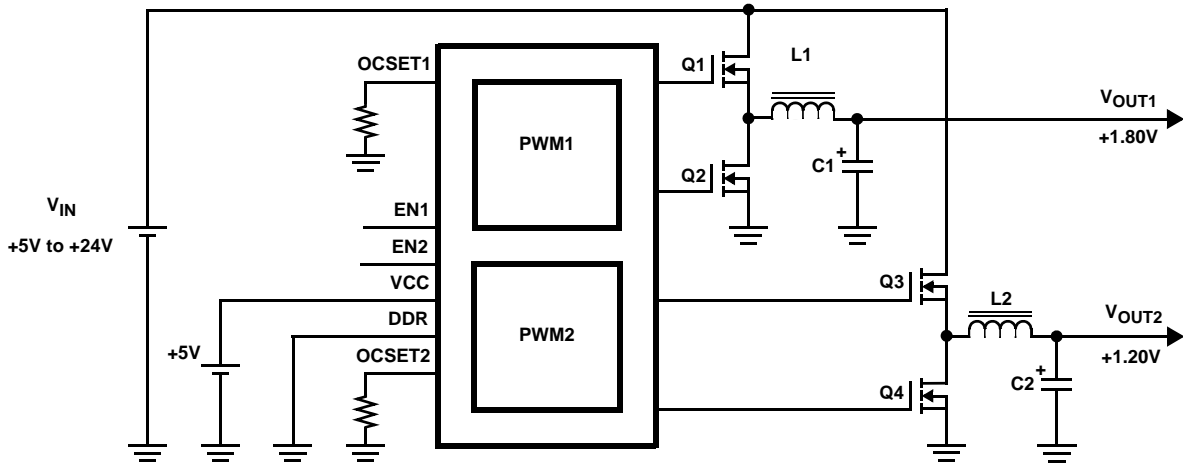 OCSET1
Q1
L1
PWM1
VOUT1
+1.80V
Q2
C1
+
VIN
+5V to +24V
EN1
EN2
VCC
DDR
OCSET2
+5V
PWM2
Q3
L2
VOUT2
+1.20V
Q4
C2
+